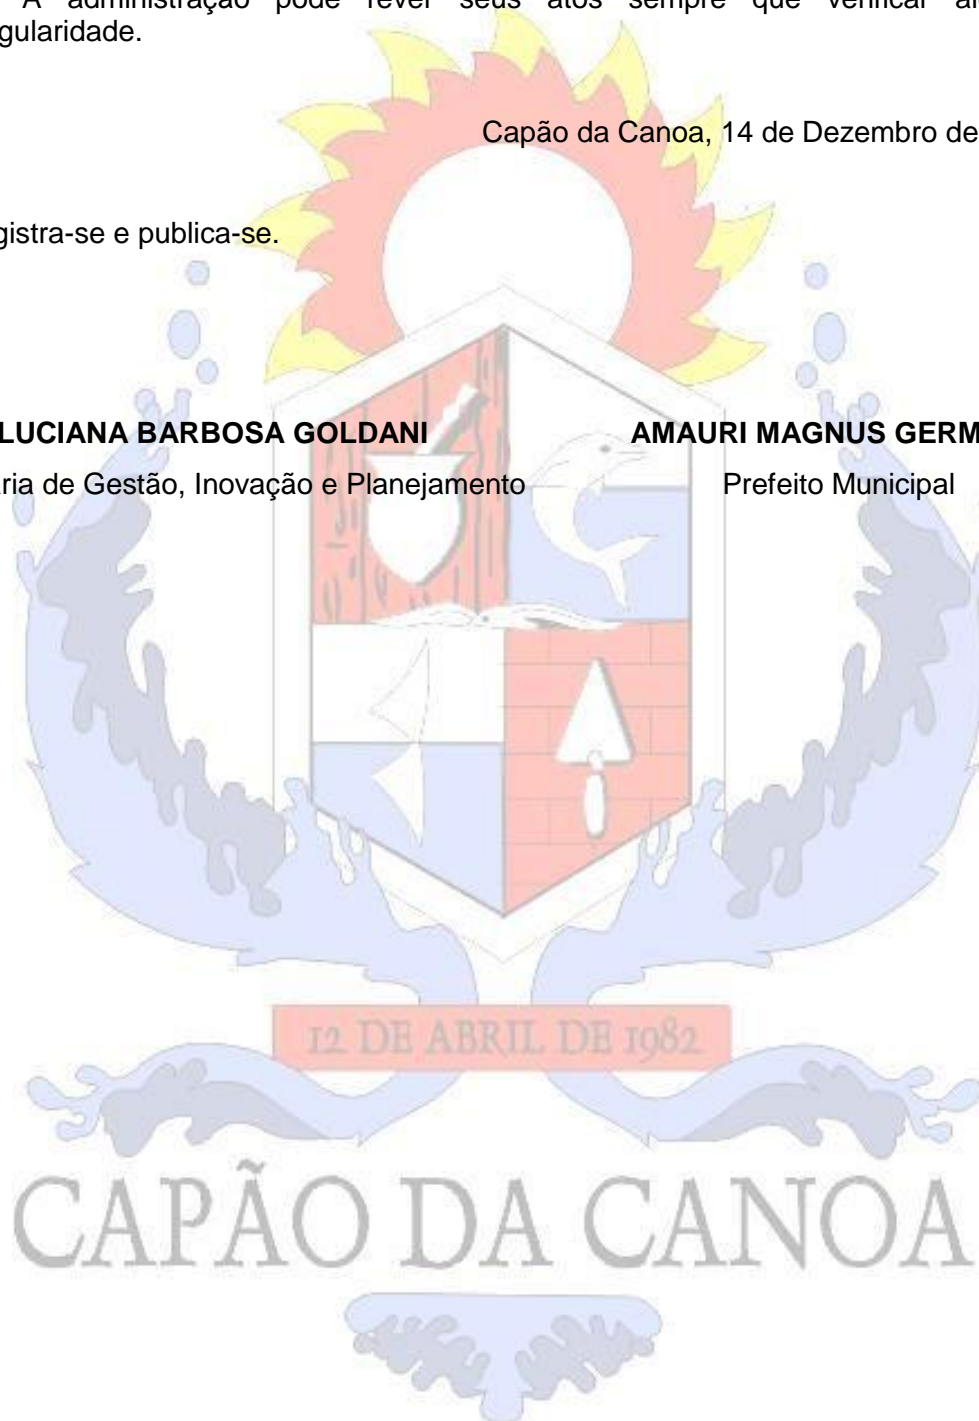 A administração pode rever seus atos sempre que verificar
gularidade.
Capão da Canoa, 14 de Dezembro de
gistra-se e publica-se.
LUCIANA BARBOSA GOLDANI AMAURI MAGNUS GERM
ria de Gestão, Inovação e Planejamento Prefeito Municipal
12 DE ABRIL DE 1982
CAPÃO DA CANOA